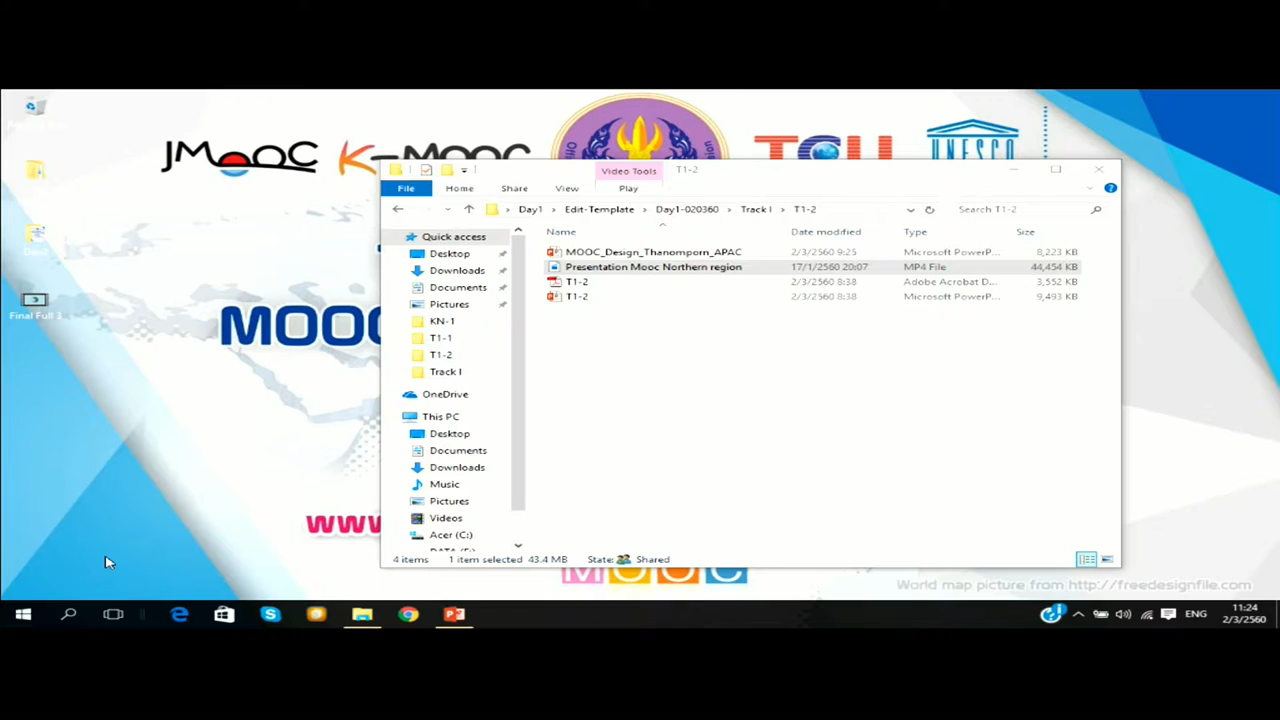 JMOOC K-MOOC TCU UNESCO
Video Tools T1-2
File Home Share View Play
Day1 › Edit-Template › Day1-020360 › Track I › T1-2 Search T1-2
Quick access
Desktop
Downloads
Documents
Pictures
KN-1
T1-1
T1-2
Track I
OneDrive
This PC
Desktop
Documents
Downloads
Music
Pictures
Videos
Acer (C:)
Name Date modified Type Size
MOOC_Design_Thanomporn_APAC 2/3/2560 9:25 Microsoft PowerP... 8,223 KB
Presentation Mooc Northern region 17/1/2560 20:07 MP4 File 44,454 KB
T1-2 2/3/2560 8:38 Adobe Acrobat D... 3,552 KB
T1-2 2/3/2560 8:38 Microsoft PowerP... 9,493 KB
4 items 1 item selected 43.4 MB State: Shared
Final Full 3
MOOC
www
MOOC
World map picture from http://freedesignfile.com
ENG
11:24
2/3/2560